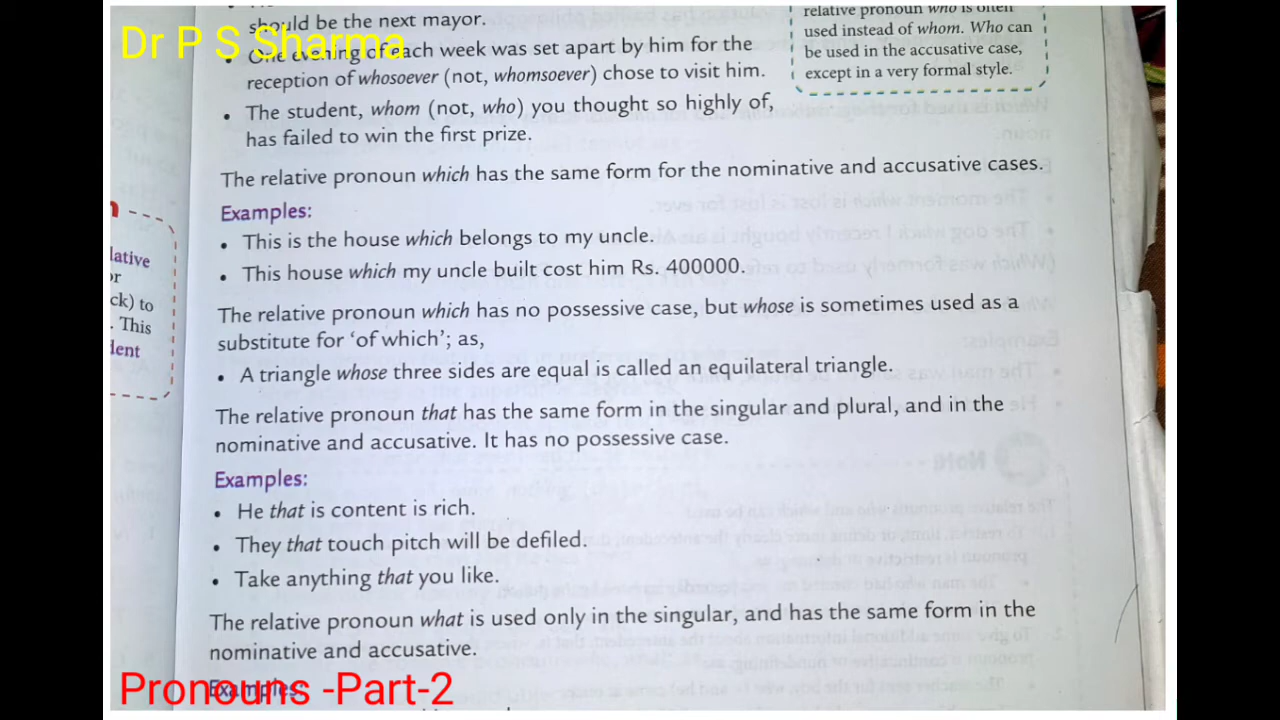 Dr P S Sharma
should be the next mayor.
• One evening of each week was set apart by him for the
reception of whosoever (not, whomsoever) chose to visit him.
• The student, whom (not, who) you thought so highly of,
has failed to win the first prize.
relative pronoun who is often
used instead of whom. Who can
be used in the accusative case,
except in a very formal style.
The relative pronoun which has the same form for the nominative and accusative cases.
Examples:
• This is the house which belongs to my uncle.
• This house which my uncle built cost him Rs. 400000.
The relative pronoun which has no possessive case, but whose is sometimes used as a
substitute for ‘of which’; as,
• A triangle whose three sides are equal is called an equilateral triangle.
The relative pronoun that has the same form in the singular and plural, and in the
nominative and accusative. It has no possessive case.
Examples:
• He that is content is rich.
• They that touch pitch will be defiled.
• Take anything that you like.
The relative pronoun what is used only in the singular, and has the same form in the
nominative and accusative.
Examples:
lative
or
ck) to
. This
dent
Pronouns -Part-2